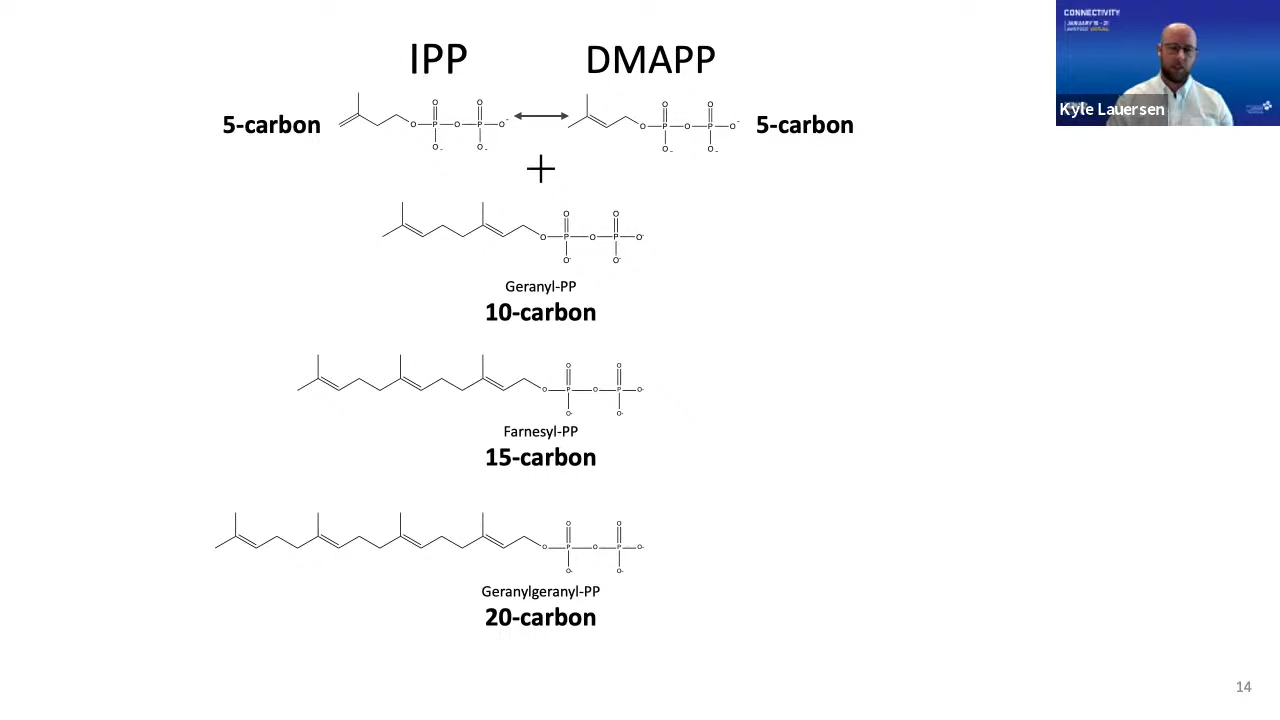 IPP
DMAPP
5-carbon
O
O
O P O P O-
O- O-
O
O
O P O P O-
O- O-
5-carbon
+
O
O
O P O P O-
O- O-
Geranyl-PP
10-carbon
O
O
O P O P O-
O- O-
Farnesyl-PP
15-carbon
O
O
O P O P O-
O- O-
Geranylgeranyl-PP
20-carbon
14
CONNECTIVITY
Kyle Lauersen